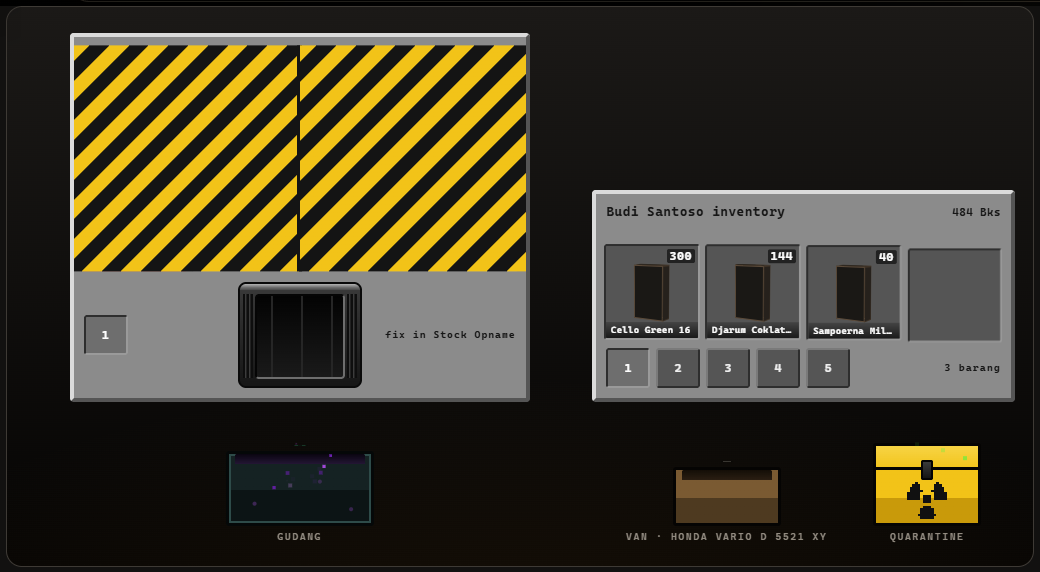 1
fix in Stock Opname
Budi Santoso inventory
484 Bks
300
144
40
Cello Green 16
Djarum Coklat…
Sampoerna Mil…
1
2
3
4
5
3 barang
GUDANG
VAN · HONDA VARIO D 5521 XY
QUARANTINE